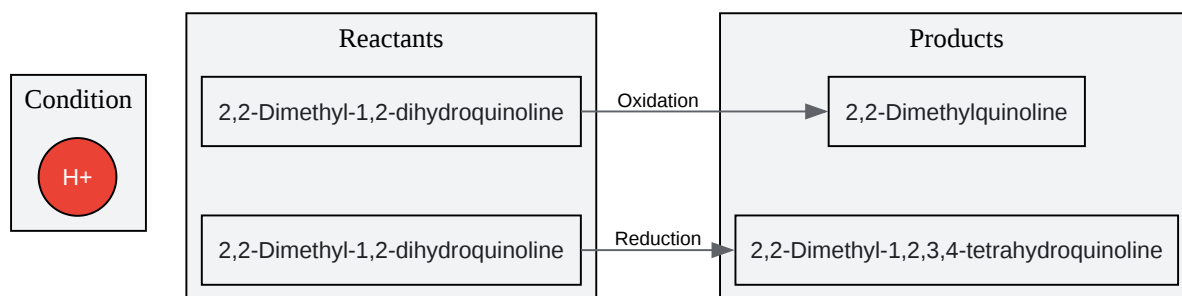 Condition
H+
Reactants
Products
2,2-Dimethyl-1,2-dihydroquinoline
Oxidation
2,2-Dimethylquinoline
2,2-Dimethyl-1,2-dihydroquinoline
Reduction
2,2-Dimethyl-1,2,3,4-tetrahydroquinoline